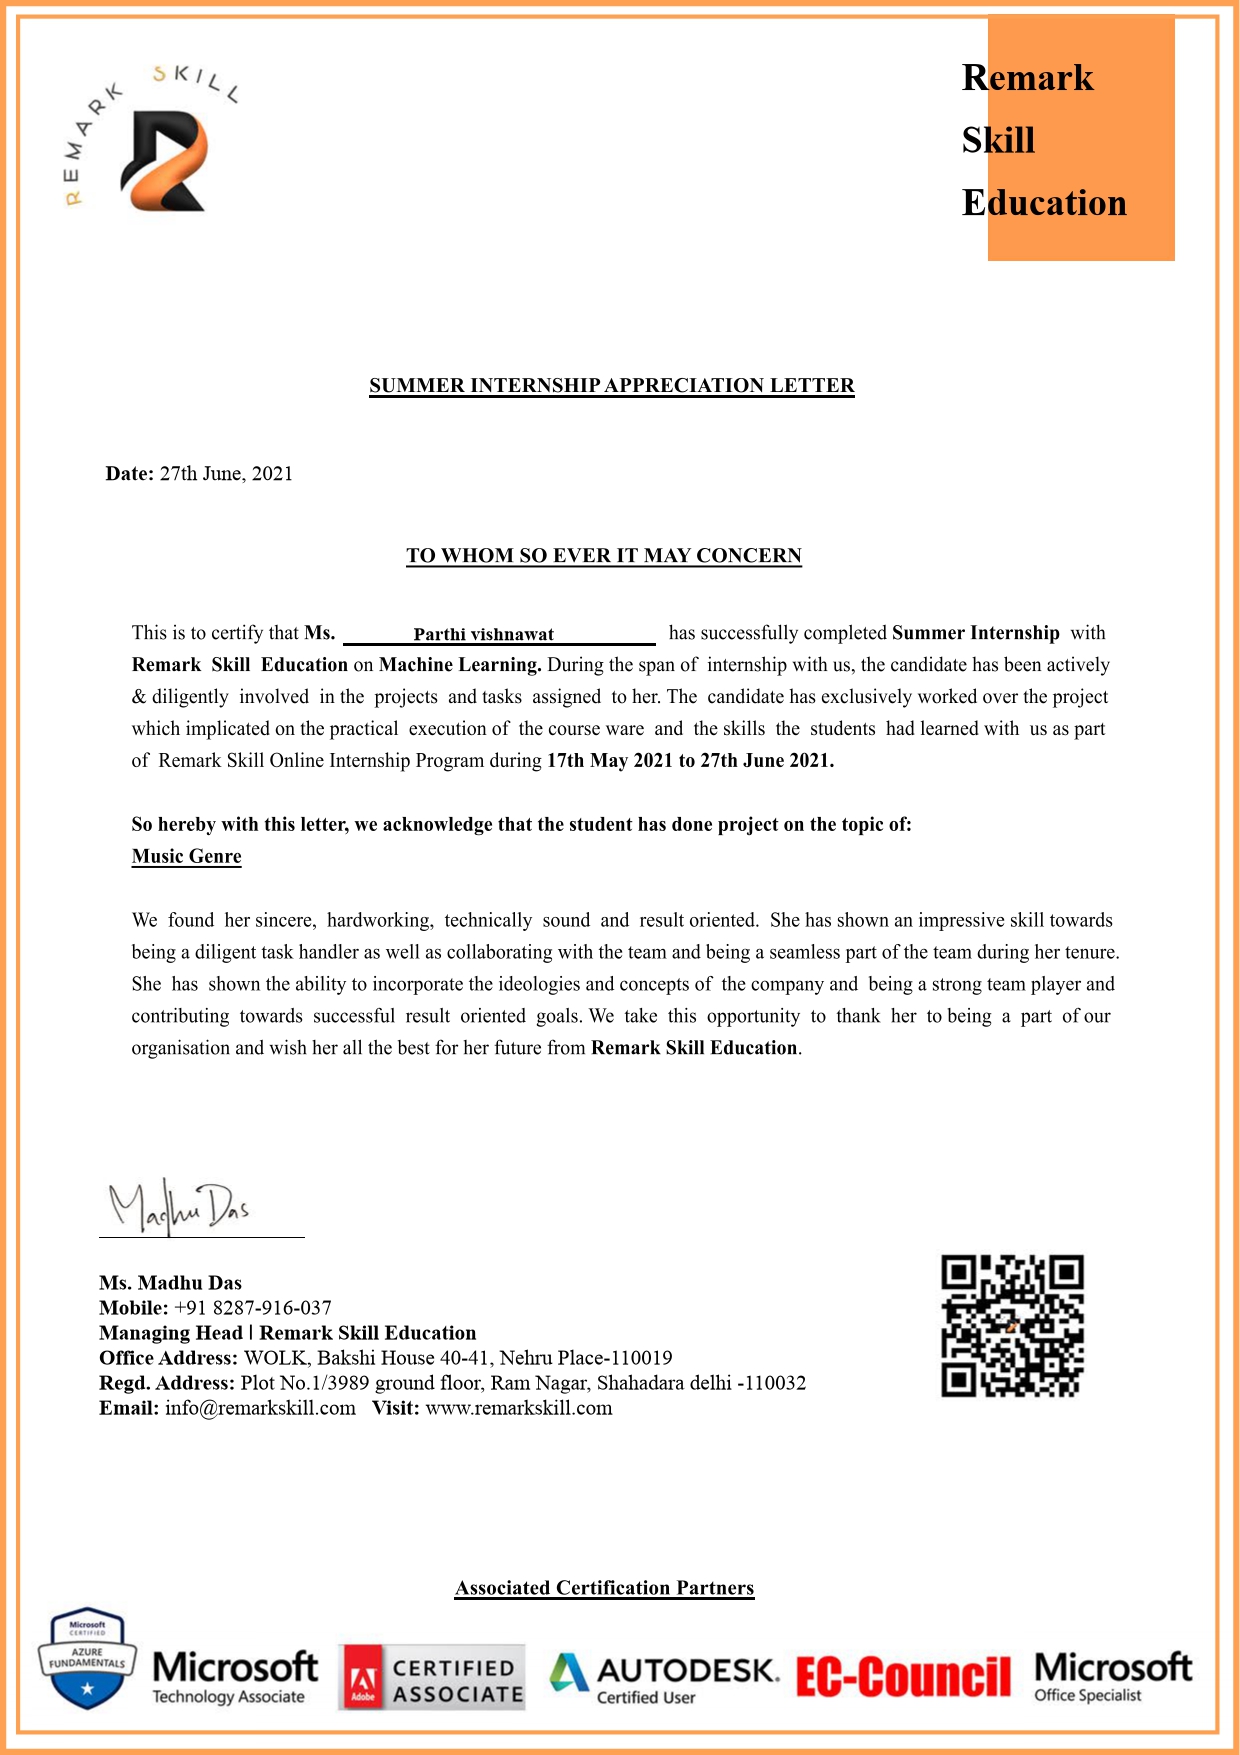 REMARK SKILL
Remark
Skill
Education
SUMMER INTERNSHIP APPRECIATION LETTER
Date: 27th June, 2021
TO WHOM SO EVER IT MAY CONCERN
This is to certify that Ms. Parthi vishnawat has successfully completed Summer Internship with
Remark Skill Education on Machine Learning. During the span of internship with us, the candidate has been actively
& diligently involved in the projects and tasks assigned to her. The candidate has exclusively worked over the project
which implicated on the practical execution of the course ware and the skills the students had learned with us as part
of Remark Skill Online Internship Program during 17th May 2021 to 27th June 2021.
So hereby with this letter, we acknowledge that the student has done project on the topic of:
Music Genre
We found her sincere, hardworking, technically sound and result oriented. She has shown an impressive skill towards
being a diligent task handler as well as collaborating with the team and being a seamless part of the team during her tenure.
She has shown the ability to incorporate the ideologies and concepts of the company and being a strong team player and
contributing towards successful result oriented goals. We take this opportunity to thank her to being a part of our
organisation and wish her all the best for her future from Remark Skill Education.
Madhu Das
Ms. Madhu Das
Mobile: +91 8287-916-037
Managing Head | Remark Skill Education
Office Address: WOLK, Bakshi House 40-41, Nehru Place-110019
Regd. Address: Plot No.1/3989 ground floor, Ram Nagar, Shahadara delhi -110032
Email: info@remarkskill.com Visit: www.remarkskill.com
Associated Certification Partners
Microsoft
CERTIFIED
AZURE
FUNDAMENTALS
Microsoft
Technology Associate
Adobe
CERTIFIED
ASSOCIATE
AUTODESK.
Certified User
EC-Council
Microsoft
Office Specialist